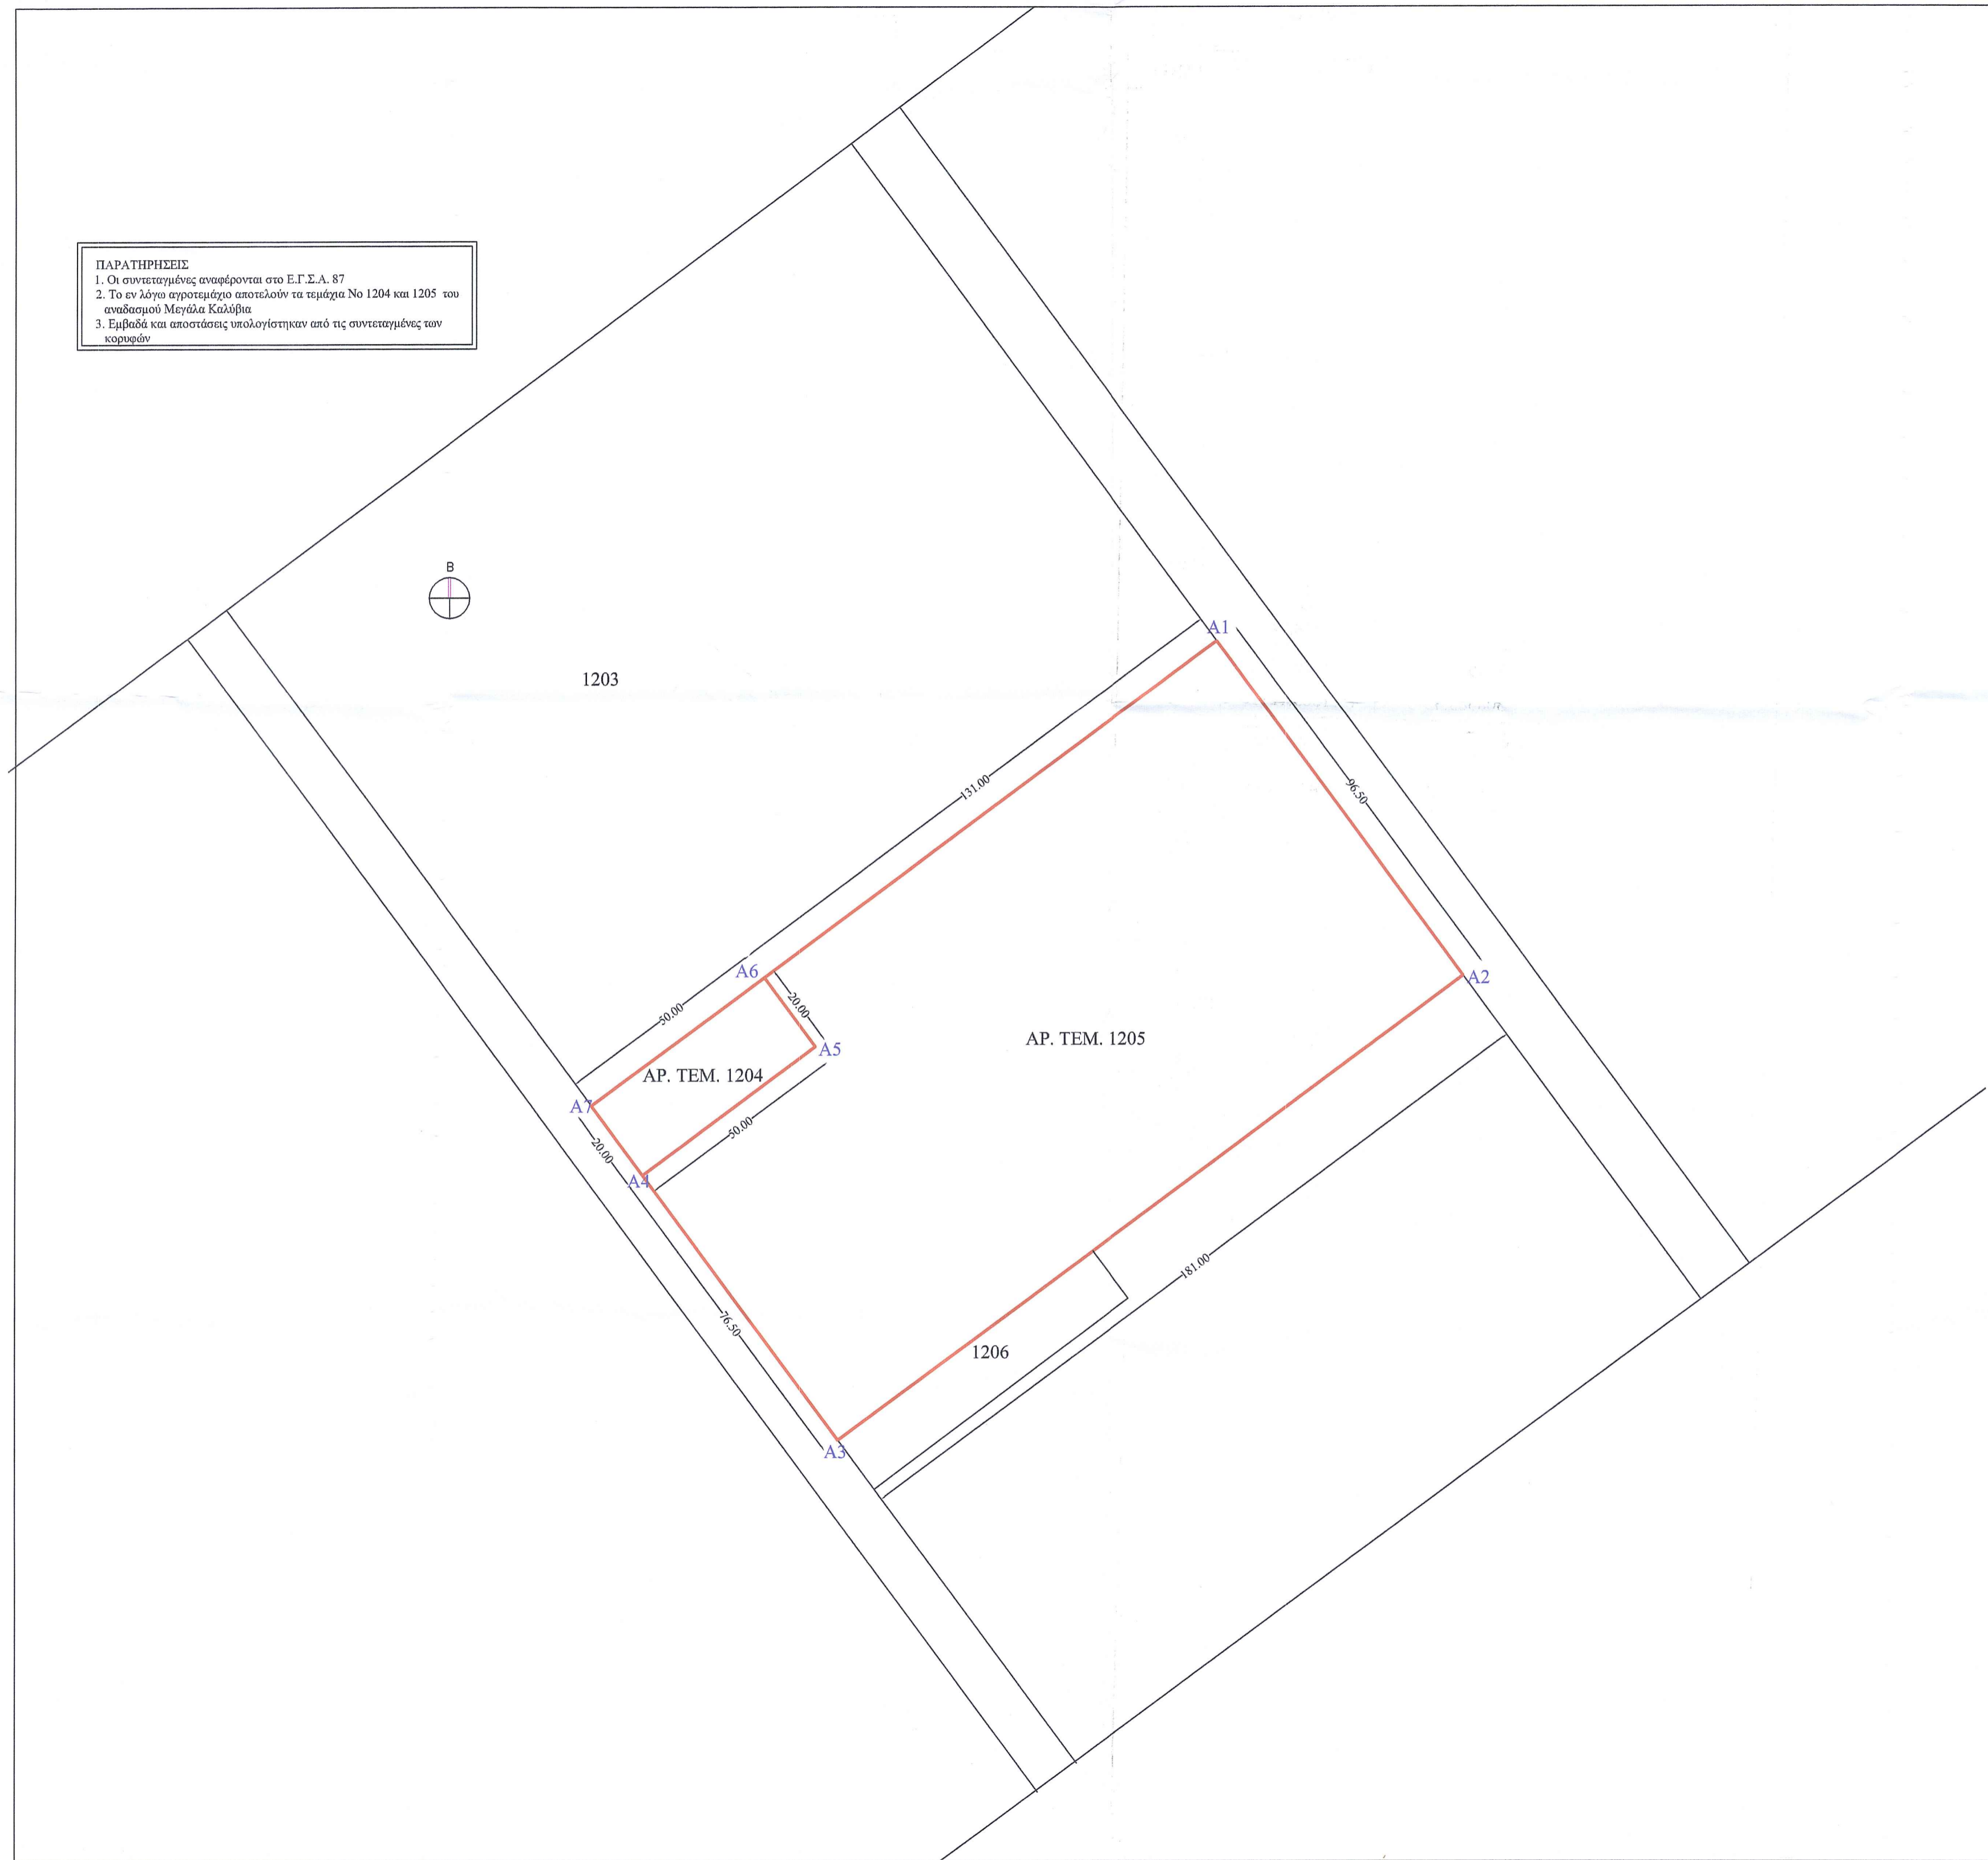 ΠΑΡΑΤΗΡΗΣΕΙΣ
1. Οι συντεταγμένες αναφέρονται στο Ε.Γ.Σ.Α. 87
2. Το εν λόγω αγροτεμάχιο αποτελούν τα τεμάχια Νο 1204 και 1205 του
αναδασμού Μεγάλα Καλύβια
3. Εμβαδά και αποστάσεις υπολογίστηκαν από τις συντεταγμένες των
κορυφών
Β
1203
A1
131.00
96.50
A6
A2
20.00
50.00
A5
ΑΡ. ΤΕΜ. 1205
ΑΡ. ΤΕΜ. 1204
A7
50.00
20.00
A4
181.00
76.50
1206
A3